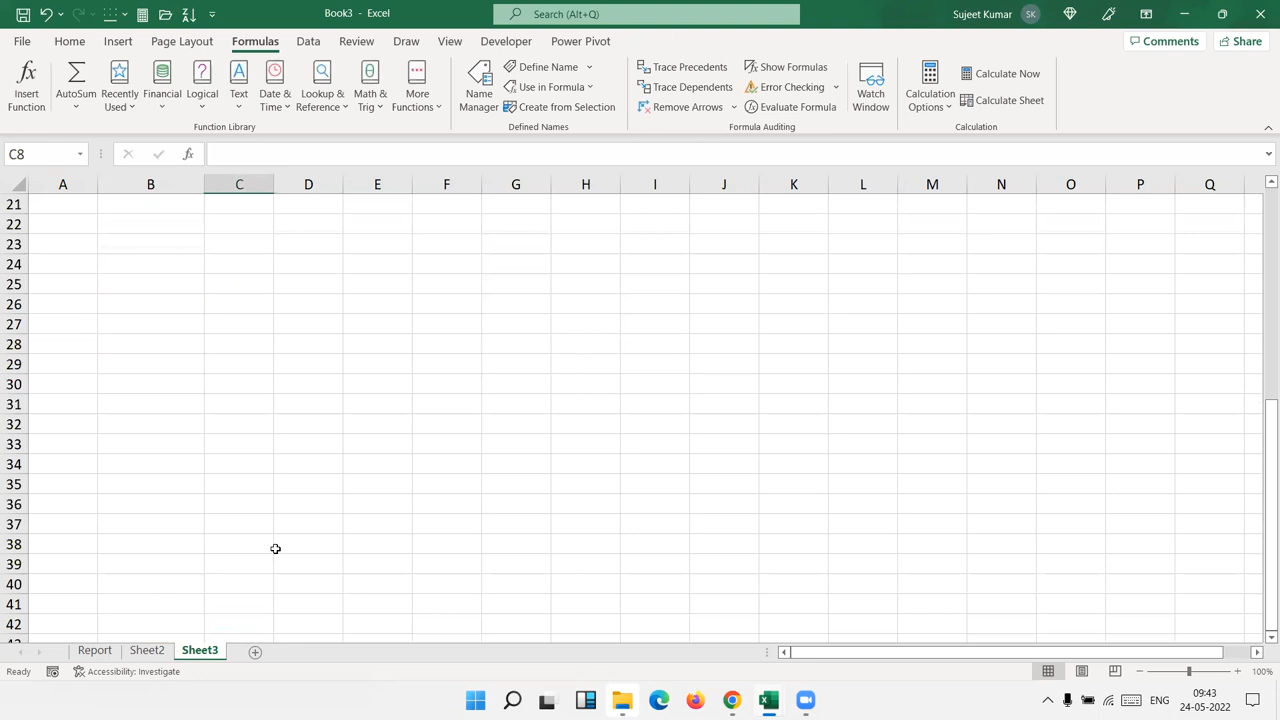 Book3 - Excel
Search (Alt+Q)
Sujeet Kumar
SK
File Home Insert Page Layout Formulas Data Review View Draw Developer Power Pivot
Comments
Share
Insert Function
AutoSum
Recently Used
Financial
Logical
Text
Date & Time
Lookup & Reference
Math & Trig
More Functions
Function Library
Name Manager
Define Name
Use in Formula
Create from Selection
Defined Names
Trace Precedents
Trace Dependents
Remove Arrows
Show Formulas
Error Checking
Evaluate Formula
Formula Auditing
Watch Window
Calculation Options
Calculate Now
Calculate Sheet
Calculation
C8
fx
A B C D E F G H I J K L M N O P Q
21
22
23
24
25
26
27
28
29
30
31
32
33
34
35
36
37
38
39
40
41
42
Report Sheet2 Sheet3
Ready
Accessibility: Investigate
100%
ENG
09:43
24-05-2022